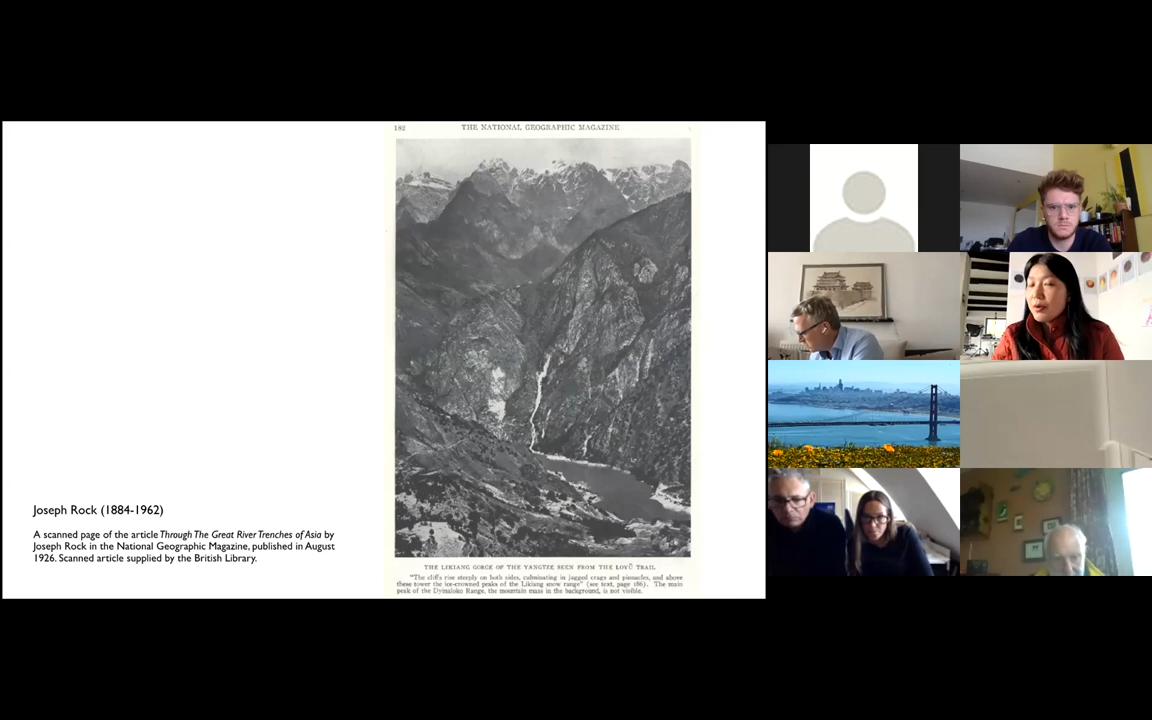 182
THE NATIONAL GEOGRAPHIC MAGAZINE
Joseph Rock (1884-1962)
A scanned page of the article Through The Great River Trenches of Asia by
Joseph Rock in the National Geographic Magazine, published in August
1926. Scanned article supplied by the British Library.
THE LIKIANG GORGE OF THE YANGTZE SEEN FROM THE LOYÜ TRAIL
"The cliffs rise steeply on both sides, culminating in jagged crags and pinnacles, and above
these tower the ice-crowned peaks of the Likiang snow range" (see text, page 186). The main
peak of the Dyinaloko Range, the mountain mass in the background, is not visible.